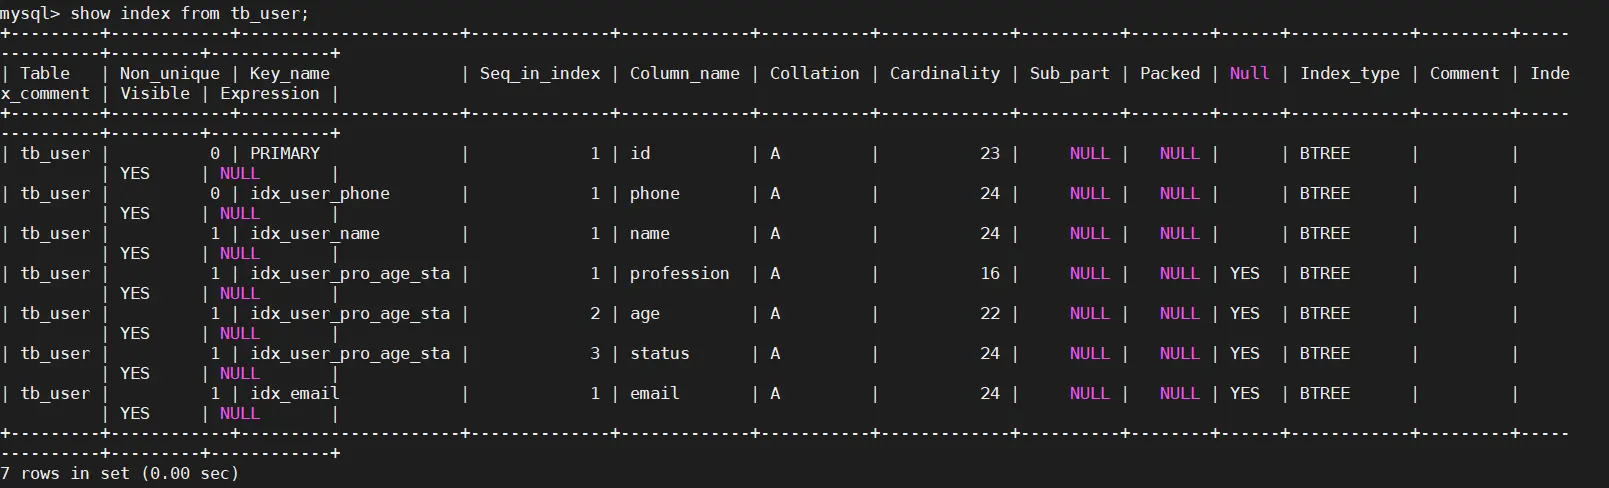 mysql> show index from tb_user;
+---------+------------+----------------------+--------------+-------------+-----------+-------------+----------+--------+------+------------+---------+-----
----------+---------+------------+
| Table   | Non_unique | Key_name             | Seq_in_index | Column_name | Collation | Cardinality | Sub_part | Packed | Null | Index_type | Comment | Inde
x_comment | Visible | Expression |
+---------+------------+----------------------+--------------+-------------+-----------+-------------+----------+--------+------+------------+---------+-----
----------+---------+------------+
| tb_user |          0 | PRIMARY              |            1 | id          | A         |          23 |     NULL |   NULL |      | BTREE      |         |
          | YES     | NULL       |
| tb_user |          0 | idx_user_phone       |            1 | phone       | A         |          24 |     NULL |   NULL |      | BTREE      |         |
          | YES     | NULL       |
| tb_user |          1 | idx_user_name        |            1 | name        | A         |          24 |     NULL |   NULL |      | BTREE      |         |
          | YES     | NULL       |
| tb_user |          1 | idx_user_pro_age_sta |            1 | profession  | A         |          16 |     NULL |   NULL | YES  | BTREE      |         |
          | YES     | NULL       |
| tb_user |          1 | idx_user_pro_age_sta |            2 | age         | A         |          22 |     NULL |   NULL | YES  | BTREE      |         |
          | YES     | NULL       |
| tb_user |          1 | idx_user_pro_age_sta |            3 | status      | A         |          24 |     NULL |   NULL | YES  | BTREE      |         |
          | YES     | NULL       |
| tb_user |          1 | idx_email            |            1 | email       | A         |          24 |     NULL |   NULL | YES  | BTREE      |         |
          | YES     | NULL       |
+---------+------------+----------------------+--------------+-------------+-----------+-------------+----------+--------+------+------------+---------+-----
----------+---------+------------+
7 rows in set (0.00 sec)